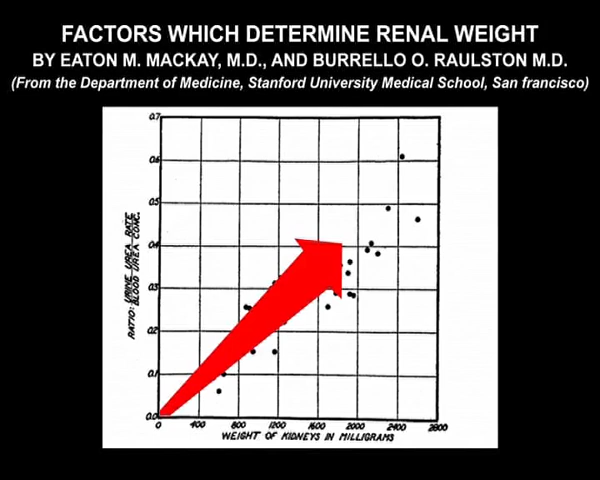 FACTORS WHICH DETERMINE RENAL WEIGHT
BY EATON M. MACKAY, M.D., AND BURRELLO O. RAULSTON M.D.
(From the Department of Medicine, Stanford University Medical School, San francisco)
0.7
0.6
0.5
0.4
0.3
0.2
0.1
0.0
RATIO: URINE UREA RATE
BLOOD UREA CONC.
0 400 800 1200 1600 2000 2400 2800
WEIGHT OF KIDNEYS IN MILLIGRAMS